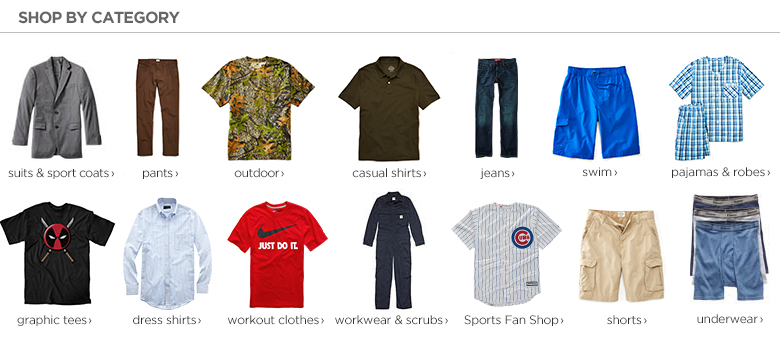 SHOP BY CATEGORY
suits & sport coats ›
pants ›
outdoor ›
casual shirts ›
jeans ›
swim ›
pajamas & robes ›
JUST DO IT.
CUBS
graphic tees ›
dress shirts ›
workout clothes ›
workwear & scrubs ›
Sports Fan Shop ›
shorts ›
underwear ›